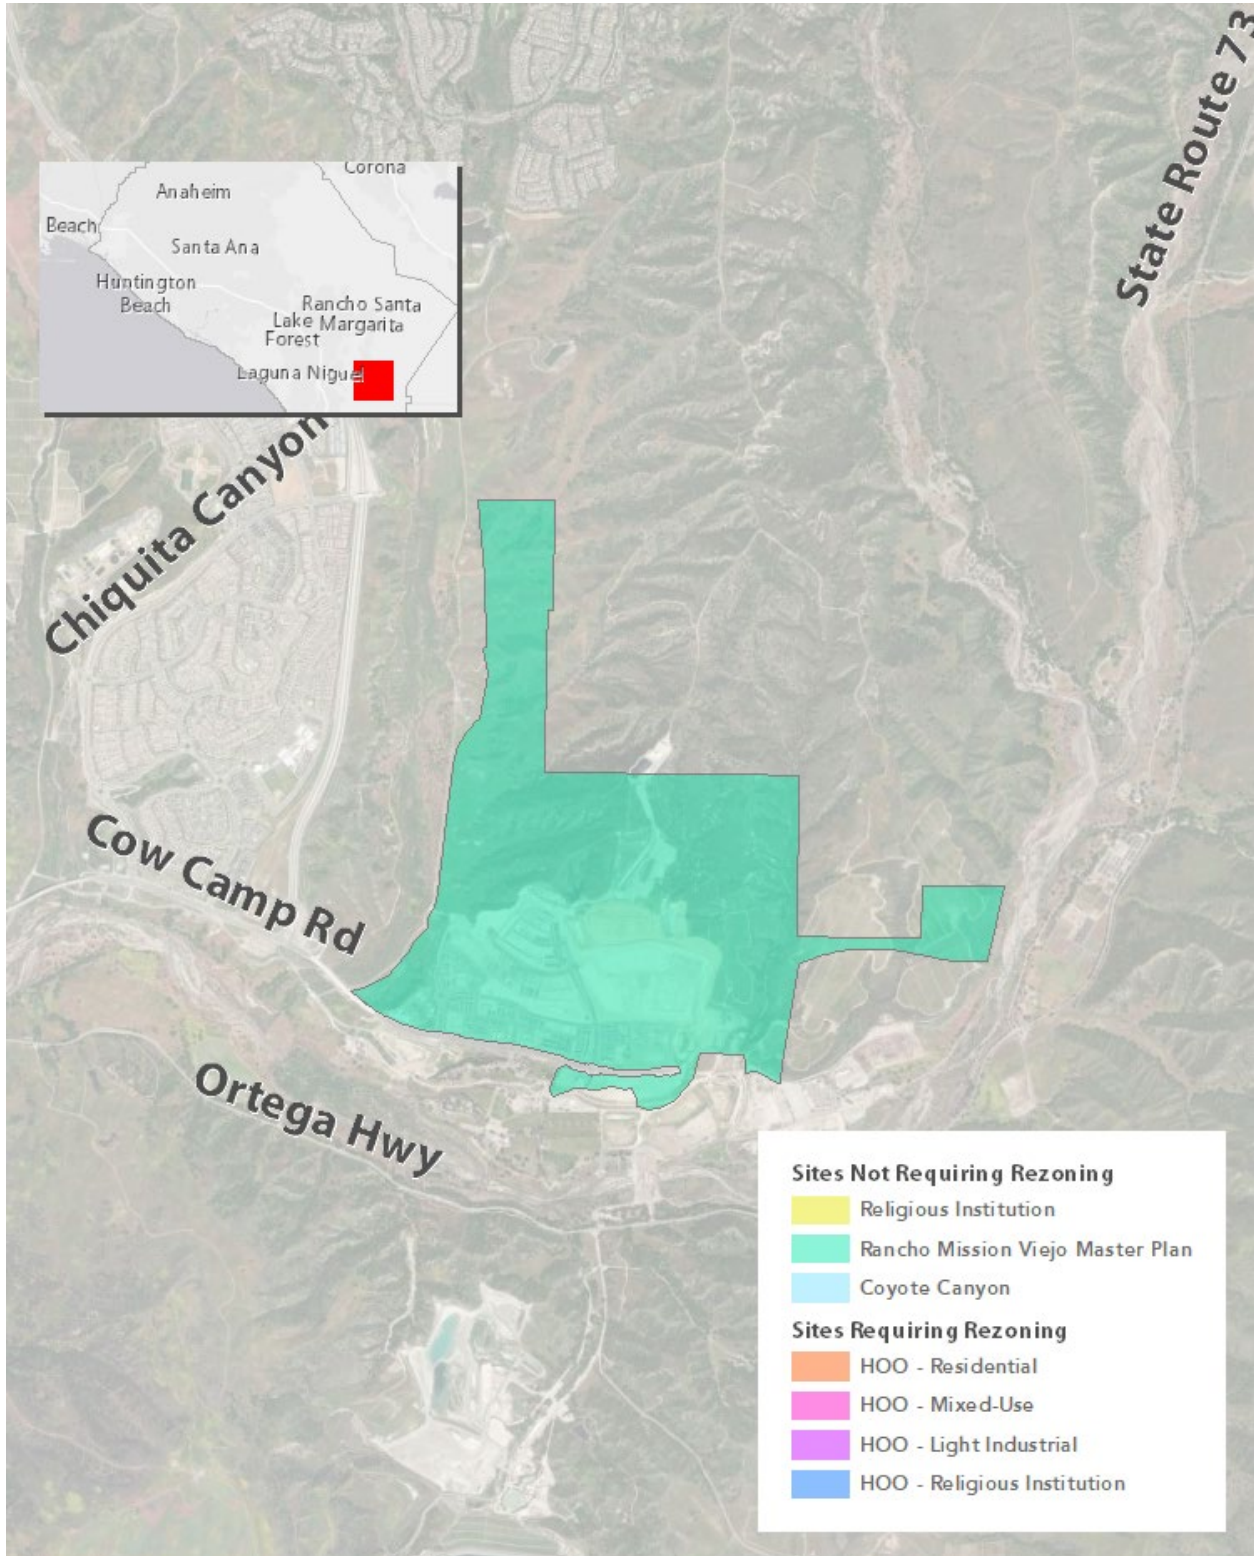 State Route 73
Corona
Anaheim
Beach
Santa Ana
Huntington
Beach
Rancho Santa
Lake Margarita
Forest
Laguna Niguel
Chiquita Canyon
Cow Camp Rd
Ortega Hwy
Sites Not Requiring Rezoning
Religious Institution
Rancho Mission Viejo Master Plan
Coyote Canyon
Sites Requiring Rezoning
HOO - Residential
HOO - Mixed-Use
HOO - Light Industrial
HOO - Religious Institution